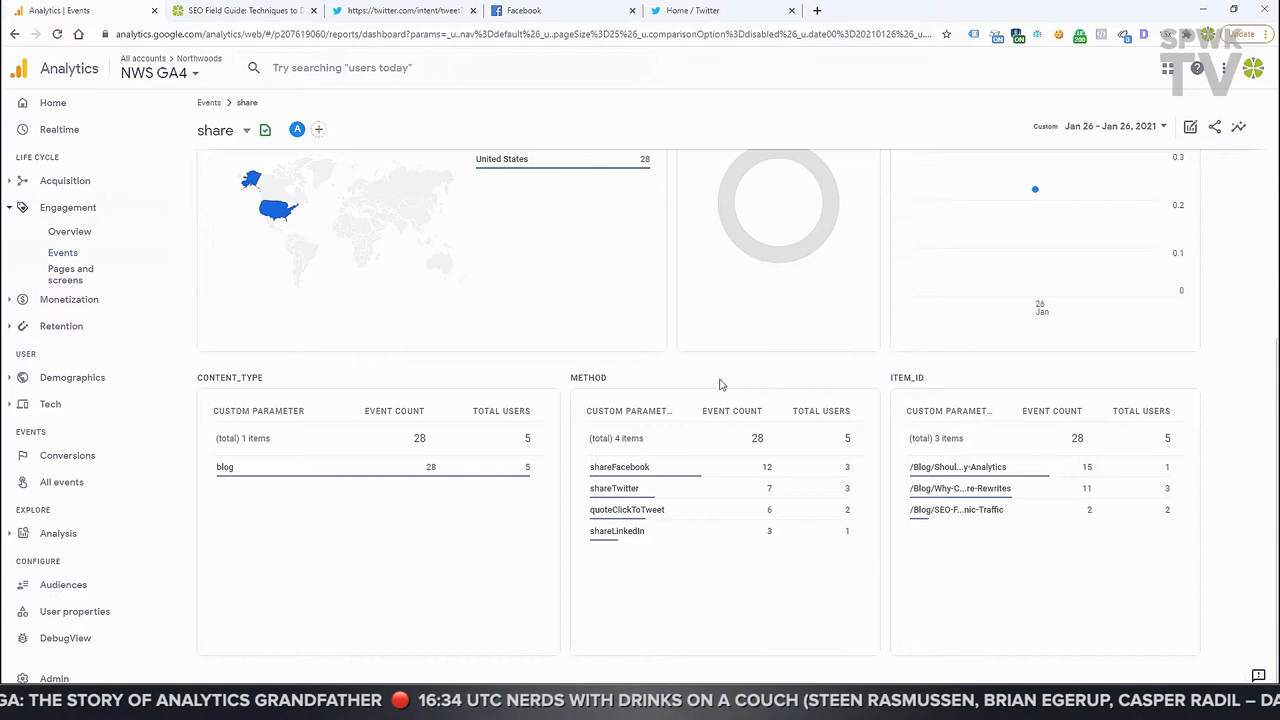 Analytics | Events
SEO Field Guide: Techniques to D
https://twitter.com/intent/tweet?
Facebook
Home / Twitter
analytics.google.com/analytics/web/#/p207619060/reports/dashboard?params=_u..nav%3Ddefault%26_u..pageSize%3D25%26_u.comparisonOption%3Ddisabled%26_u.date00%3D20210126%26_u...
ON
200
Update
SPWK
TV
Analytics
All accounts > Northwoods
NWS GA4
Try searching "users today"
Home
Realtime
LIFE CYCLE
Acquisition
Engagement
Overview
Events
Pages and
screens
Monetization
Retention
USER
Demographics
Tech
EVENTS
Conversions
All events
EXPLORE
Analysis
CONFIGURE
Audiences
User properties
DebugView
Admin
Events > share
share
A
Custom Jan 26 - Jan 26, 2021
United States 28
0.3
0.2
0.1
0
26
Jan
CONTENT_TYPE
CUSTOM PARAMETER EVENT COUNT TOTAL USERS
(total) 1 items 28 5
blog 28 5
METHOD
CUSTOM PARAMET... EVENT COUNT TOTAL USERS
(total) 4 items 28 5
shareFacebook 12 3
shareTwitter 7 3
quoteClickToTweet 6 2
shareLinkedIn 3 1
ITEM_ID
CUSTOM PARAMET... EVENT COUNT TOTAL USERS
(total) 3 items 28 5
/Blog/Shoul...y-Analytics 15 1
/Blog/Why-C...re-Rewrites 11 3
/Blog/SEO-F...nic-Traffic 2 2
GA: THE STORY OF ANALYTICS GRANDFATHER 🔴 16:34 UTC NERDS WITH DRINKS ON A COUCH (STEEN RASMUSSEN, BRIAN EGERUP, CASPER RADIL – DA